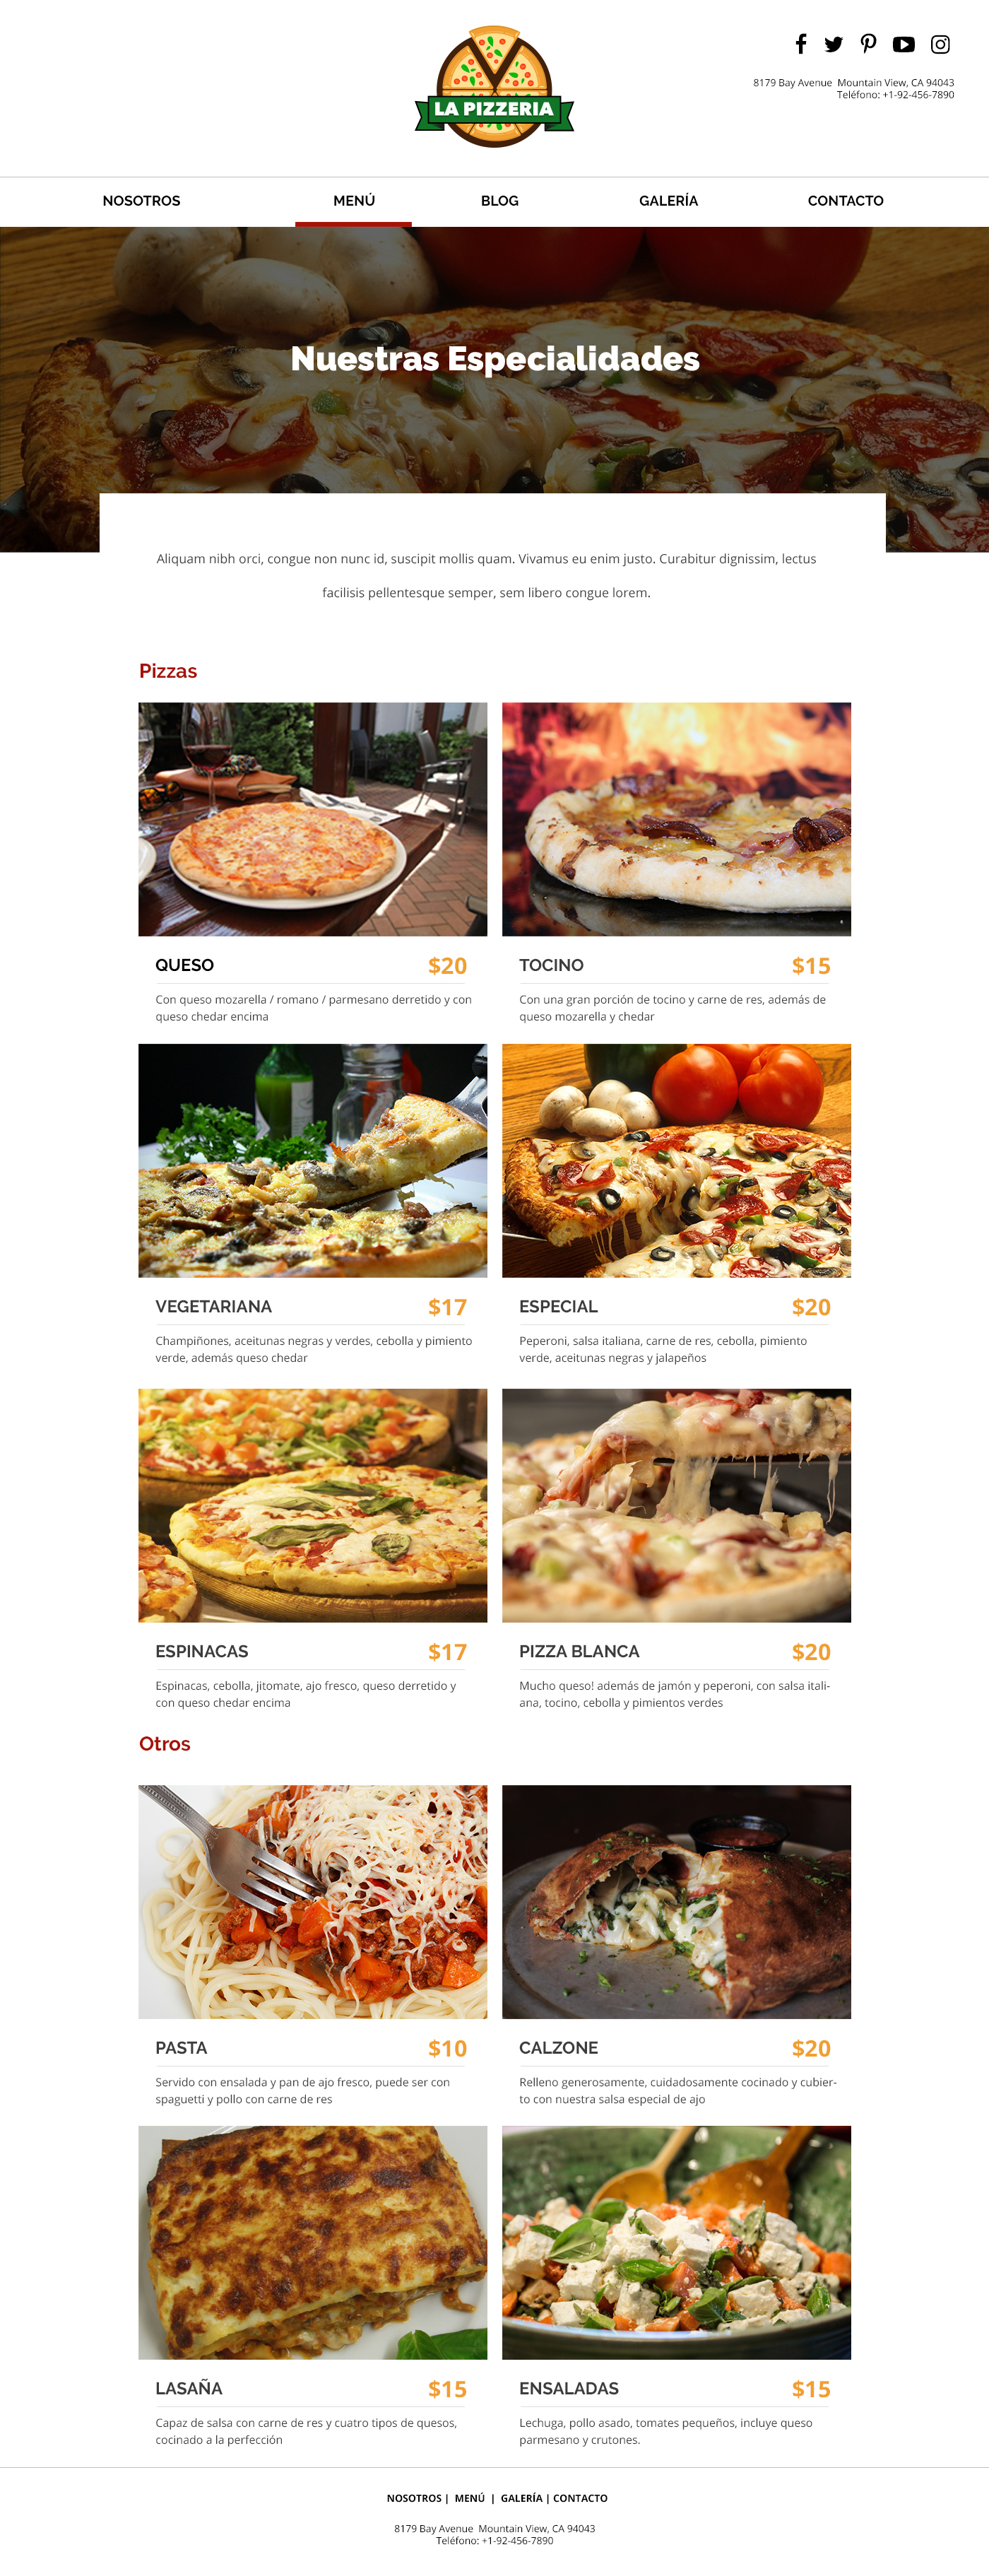 LA PIZZERIA
8179 Bay Avenue  Mountain View, CA 94043
Teléfono: +1-92-456-7890
NOSOTROS MENÚ BLOG GALERÍA CONTACTO
Nuestras Especialidades
Aliquam nibh orci, congue non nunc id, suscipit mollis quam. Vivamus eu enim justo. Curabitur dignissim, lectus
facilisis pellentesque semper, sem libero congue lorem.
Pizzas
QUESO $20
Con queso mozarella / romano / parmesano derretido y con
queso chedar encima
TOCINO $15
Con una gran porción de tocino y carne de res, además de
queso mozarella y chedar
VEGETARIANA $17
Champiñones, aceitunas negras y verdes, cebolla y pimiento
verde, además queso chedar
ESPECIAL $20
Peperoni, salsa italiana, carne de res, cebolla, pimiento
verde, aceitunas negras y jalapeños
ESPINACAS $17
Espinacas, cebolla, jitomate, ajo fresco, queso derretido y
con queso chedar encima
PIZZA BLANCA $20
Mucho queso! además de jamón y peperoni, con salsa itali-
ana, tocino, cebolla y pimientos verdes
Otros
PASTA $10
Servido con ensalada y pan de ajo fresco, puede ser con
spaguetti y pollo con carne de res
CALZONE $20
Relleno generosamente, cuidadosamente cocinado y cubier-
to con nuestra salsa especial de ajo
LASAÑA $15
Capaz de salsa con carne de res y cuatro tipos de quesos,
cocinado a la perfección
ENSALADAS $15
Lechuga, pollo asado, tomates pequeños, incluye queso
parmesano y crutones.
NOSOTROS |  MENÚ  |  GALERÍA | CONTACTO
8179 Bay Avenue  Mountain View, CA 94043
Teléfono: +1-92-456-7890